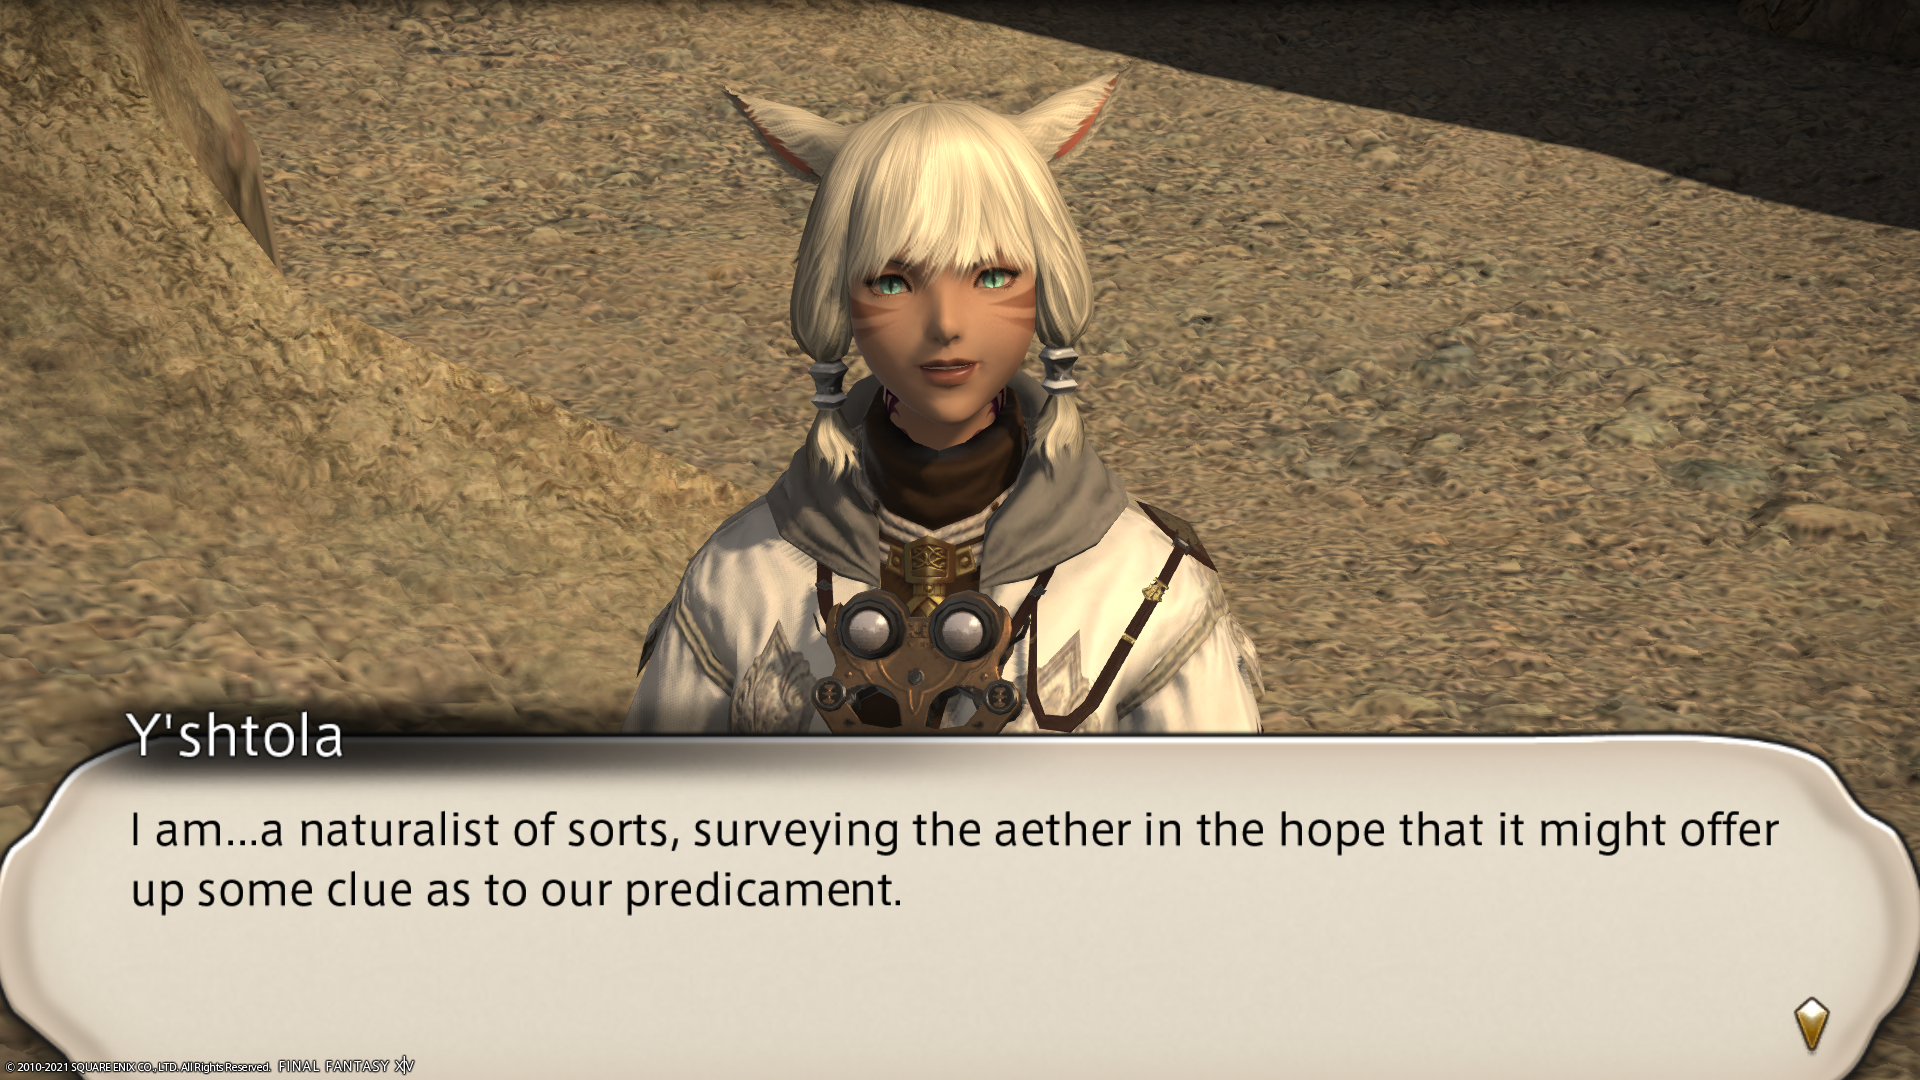 Y'shtola
I am...a naturalist of sorts, surveying the aether in the hope that it might offer
up some clue as to our predicament.
© 2010-2021 SQUARE ENIX CO., LTD. All Rights Reserved. FINAL FANTASY XIV